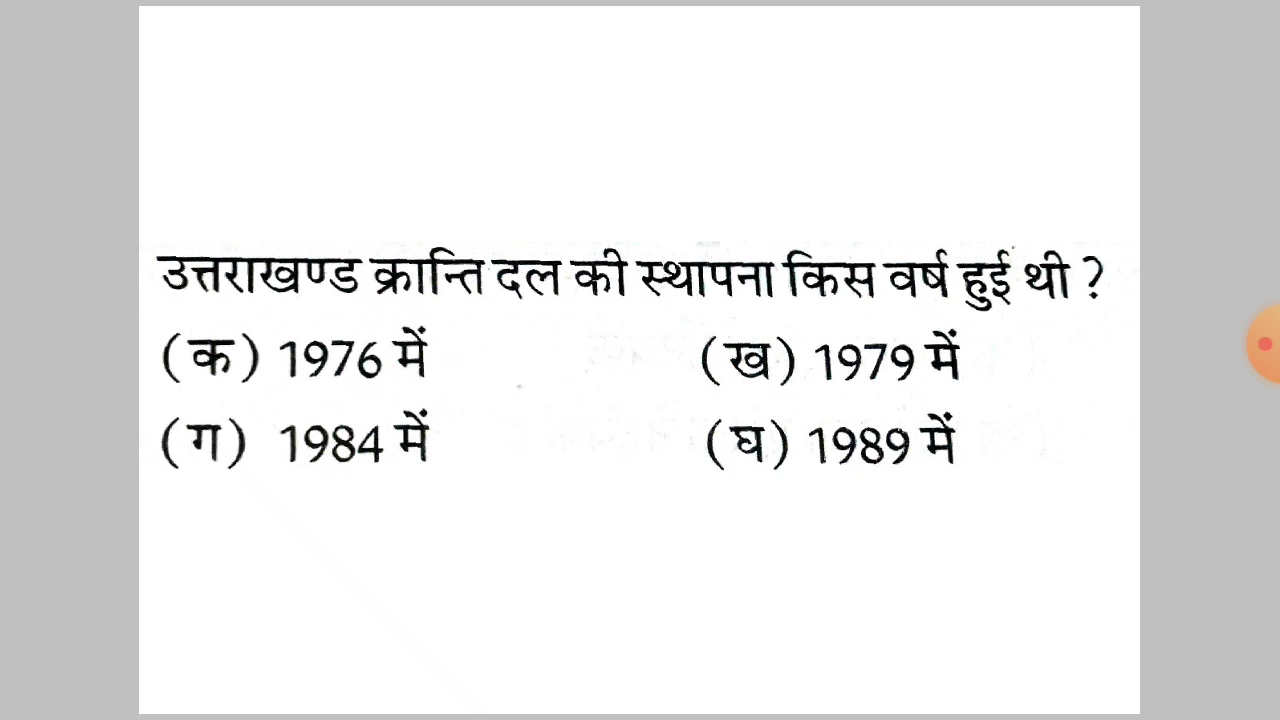 उत्तराखण्ड क्रान्ति दल की स्थापना किस वर्ष हुई थी ?
(क) 1976 में (ख) 1979 में
(ग) 1984 में (घ) 1989 में